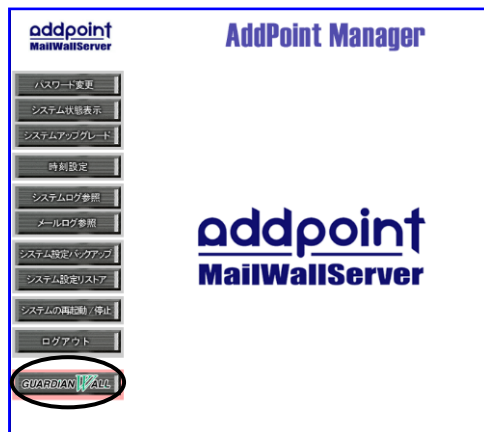 addpoint
MailWallServer
AddPoint Manager
パスワード変更
システム状態表示
システムアップグレード
時刻設定
システムログ参照
メールログ参照
システム設定バックアップ
システム設定リストア
システムの再起動/停止
ログアウト
GUARDIAN WALL
addpoint
MailWallServer